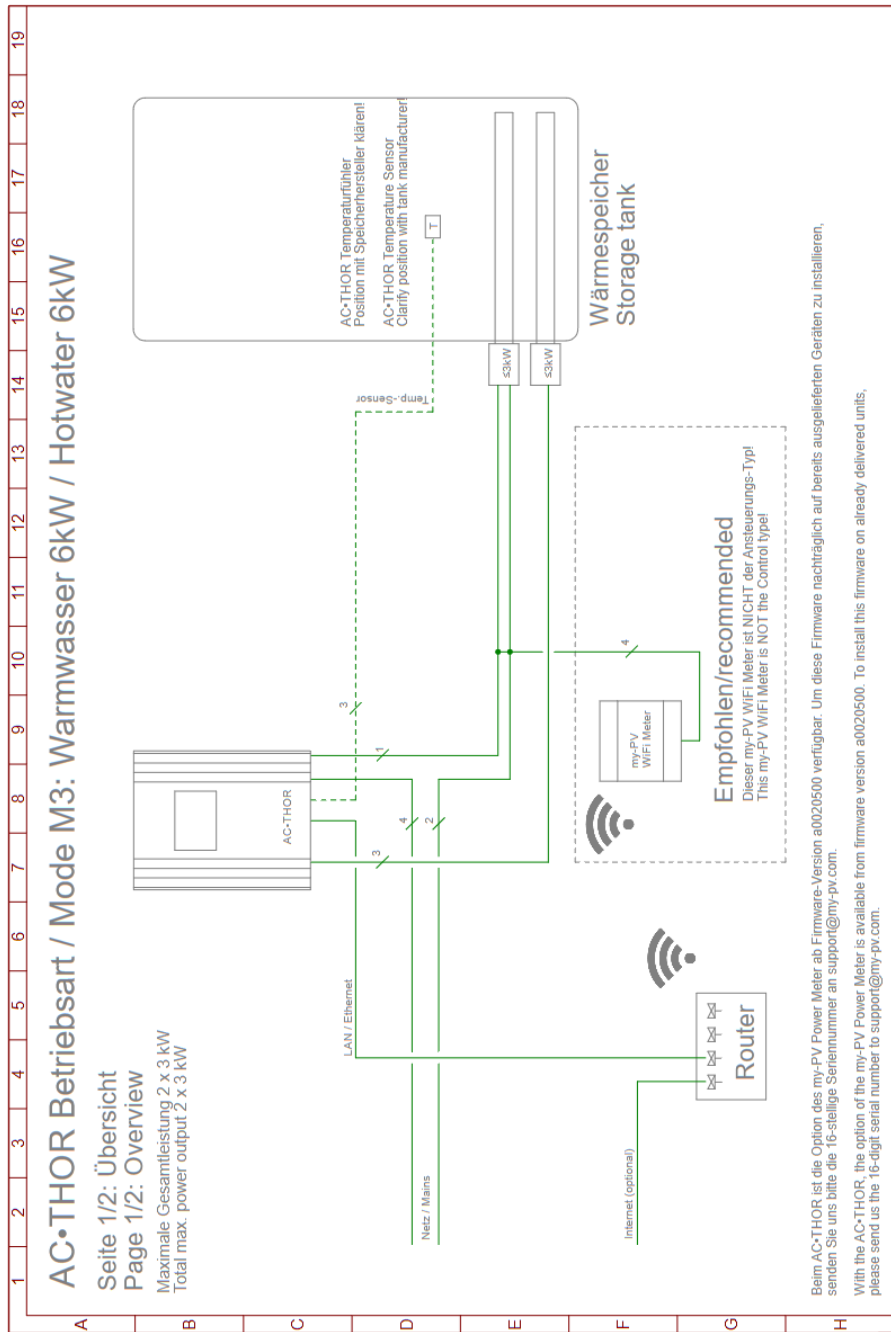 1 2 3 4 5 6 7 8 9 10 11 12 13 14 15 16 17 18 19
A
B
C
D
E
F
G
H
AC•THOR Betriebsart / Mode M3: Warmwasser 6kW / Hotwater 6kW
Seite 1/2: Übersicht
Page 1/2: Overview
Maximale Gesamtleistung 2 x 3 kW
Total max. power output 2 x 3 kW
AC•THOR
AC•THOR Temperaturfühler
Position mit Speicherhersteller klären!
AC•THOR Temperature Sensor
Clarify position with tank manufacturer!
T
Temp.-Sensor
LAN / Ethernet
3
1
3
4
2
Netz / Mains
≤3kW
≤3kW
Wärmespeicher
Storage tank
Internet (optional)
Router
4
my-PV
WiFi Meter
Empfohlen/recommended
Dieser my-PV WiFi Meter ist NICHT der Ansteuerungs-Typ!
This my-PV WiFi Meter is NOT the Control type!
Beim AC•THOR ist die Option des my-PV Power Meter ab Firmware-Version a0020500 verfügbar. Um diese Firmware nachträglich auf bereits ausgelieferten Geräten zu installieren,
senden Sie uns bitte die 16-stellige Seriennummer an support@my-pv.com.
With the AC•THOR, the option of the my-PV Power Meter is available from firmware version a0020500. To install this firmware on already delivered units,
please send us the 16-digit serial number to support@my-pv.com.